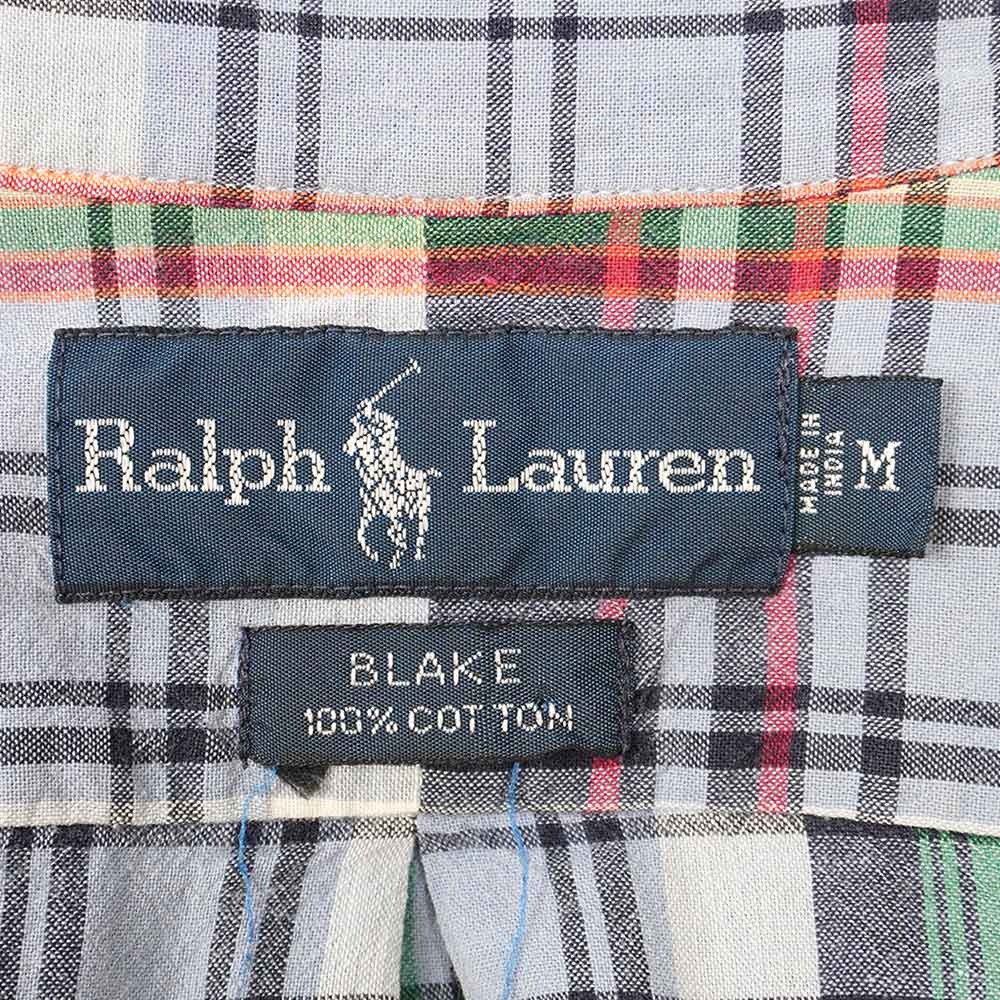 Ralph Lauren
MADE IN
INDIA
M
BLAKE
100% COTTON